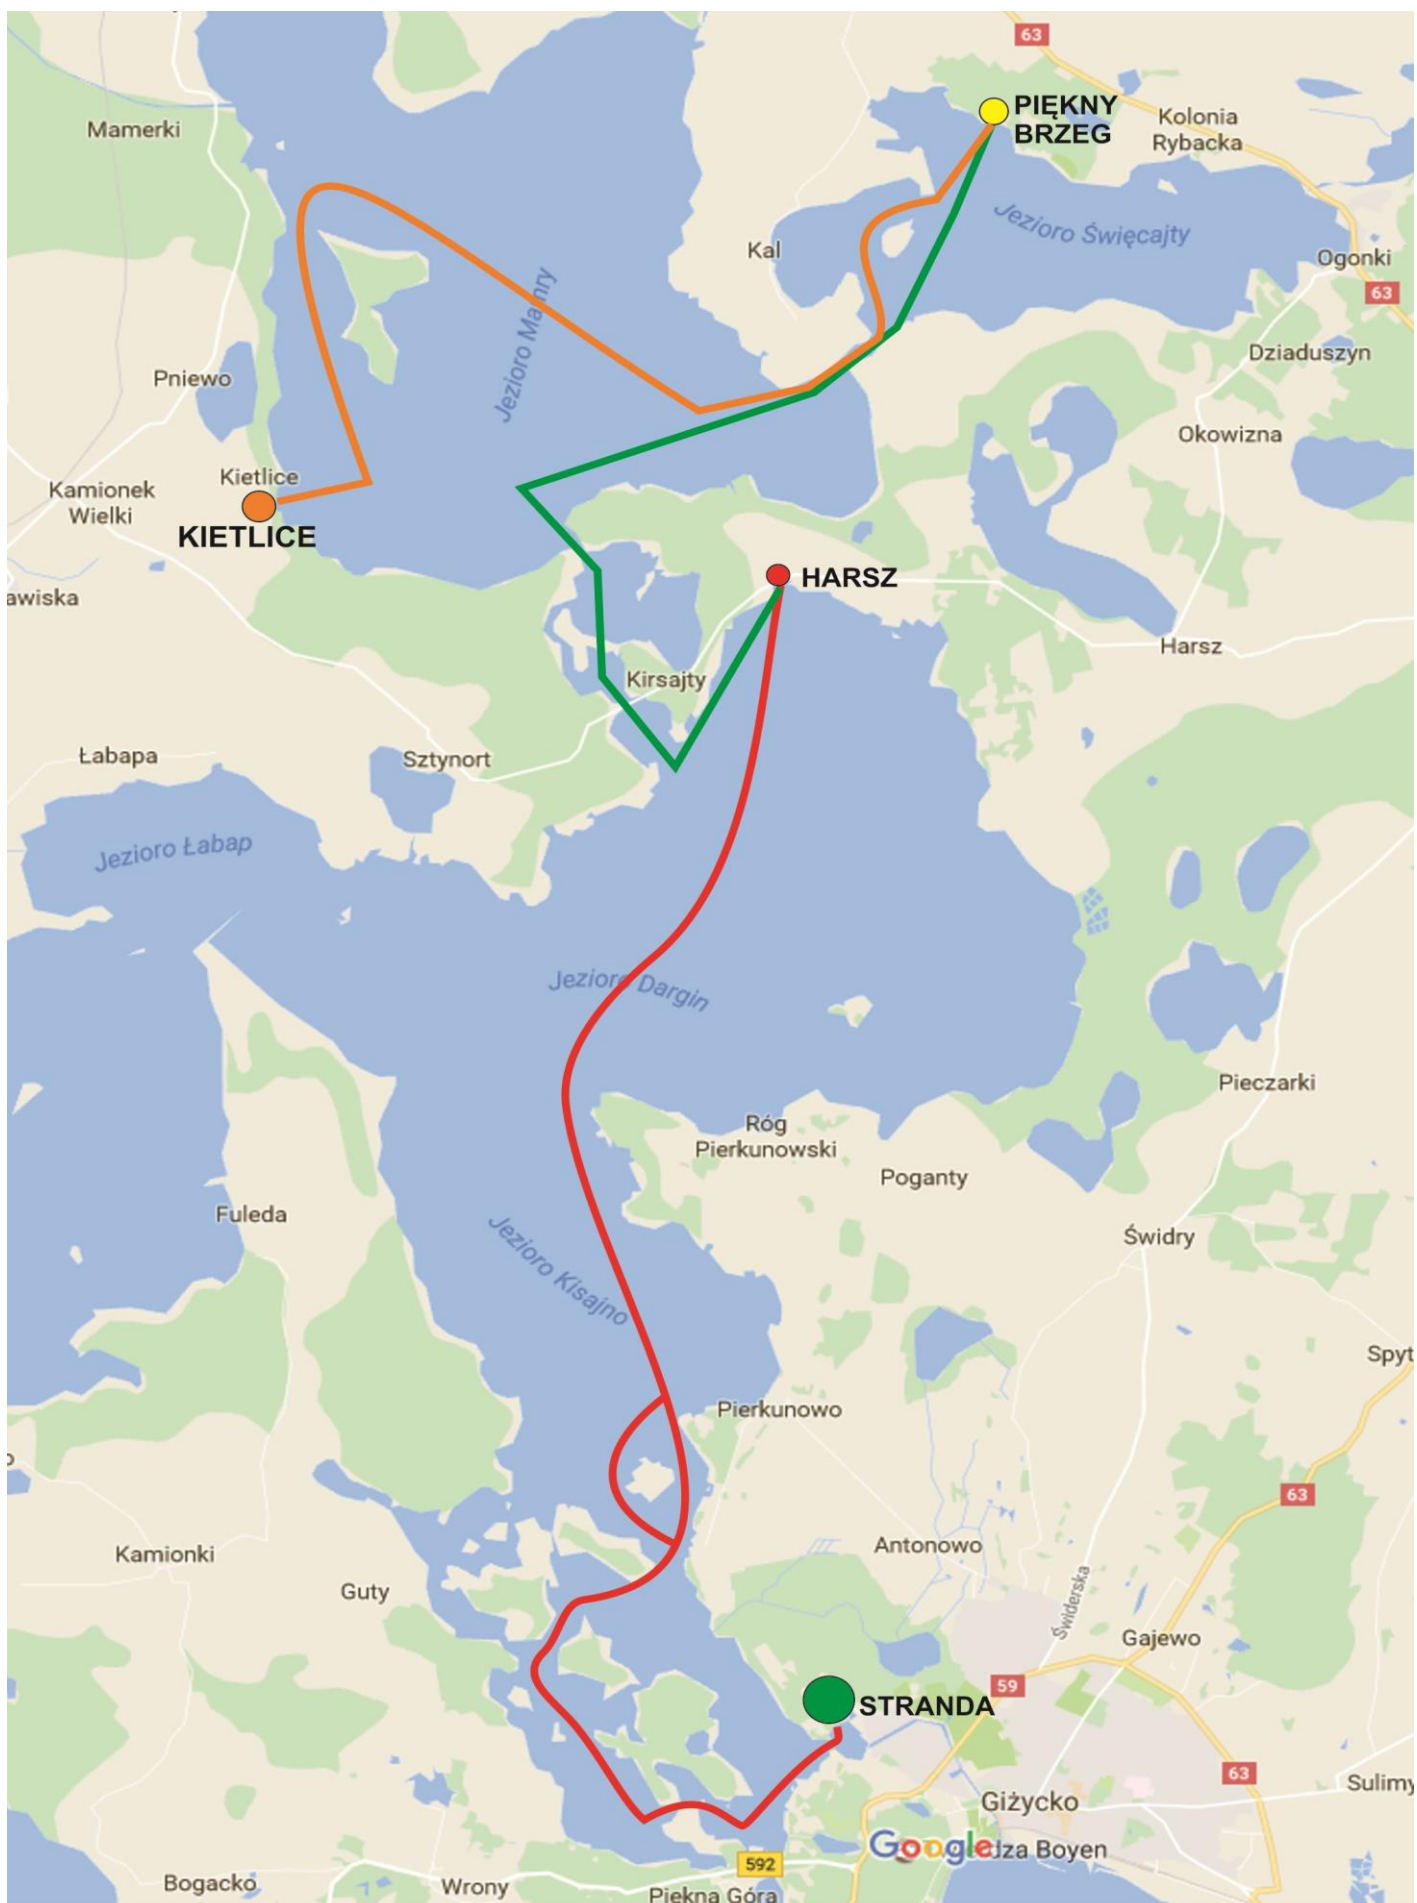 63
PIĘKNY
BRZEG
Kolonia
Rybacka
Mamerki
Jezioro Święcajty
Kal
Ogonki
63
Jezioro Mamry
Dziaduszyn
Pniewo
Okowizna
Kietlice
Kamionek
Wielki
KIETLICE
HARSZ
awiska
Harsz
Kirsajty
Łabapa
Sztynort
Jezioro Łabap
Jezioro Dargin
Pieczarki
Róg
Pierkunowski
Poganty
Fuleda
Świdry
Jezioro Kisajno
Spyt
Pierkunowo
63
Antonowo
Kamionki
Guty
Świderska
Gajewo
59
STRANDA
63
Sulimy
Giżycko
Google
dza Boyen
592
Bogacko
Wrony
Piękna Góra